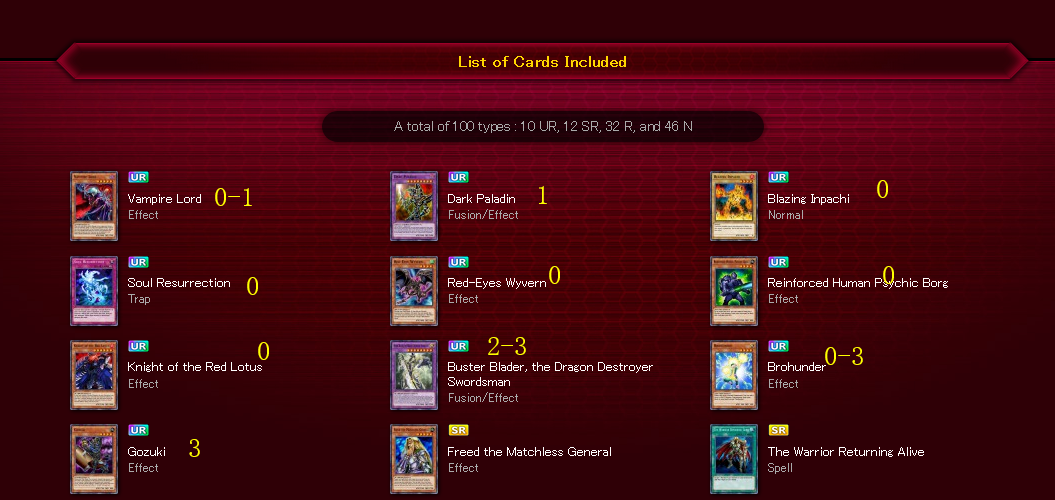 List of Cards Included
A total of 100 types : 10 UR, 12 SR, 32 R, and 46 N
UR
Vampire Lord 0-1
Effect
UR
Dark Paladin 1
Fusion/Effect
UR
Blazing Inpachi 0
Normal
UR
Soul Resurrection 0
Trap
UR
Red-Eyes Wyvern 0
Effect
UR
Reinforced Human Psychic Borg 0
Effect
UR
Knight of the Red Lotus 0
Effect
UR 2-3
Buster Blader, the Dragon Destroyer
Swordsman
Fusion/Effect
UR
Brohunder 0-3
Effect
UR
Gozuki 3
Effect
SR
Freed the Matchless General
Effect
SR
The Warrior Returning Alive
Spell